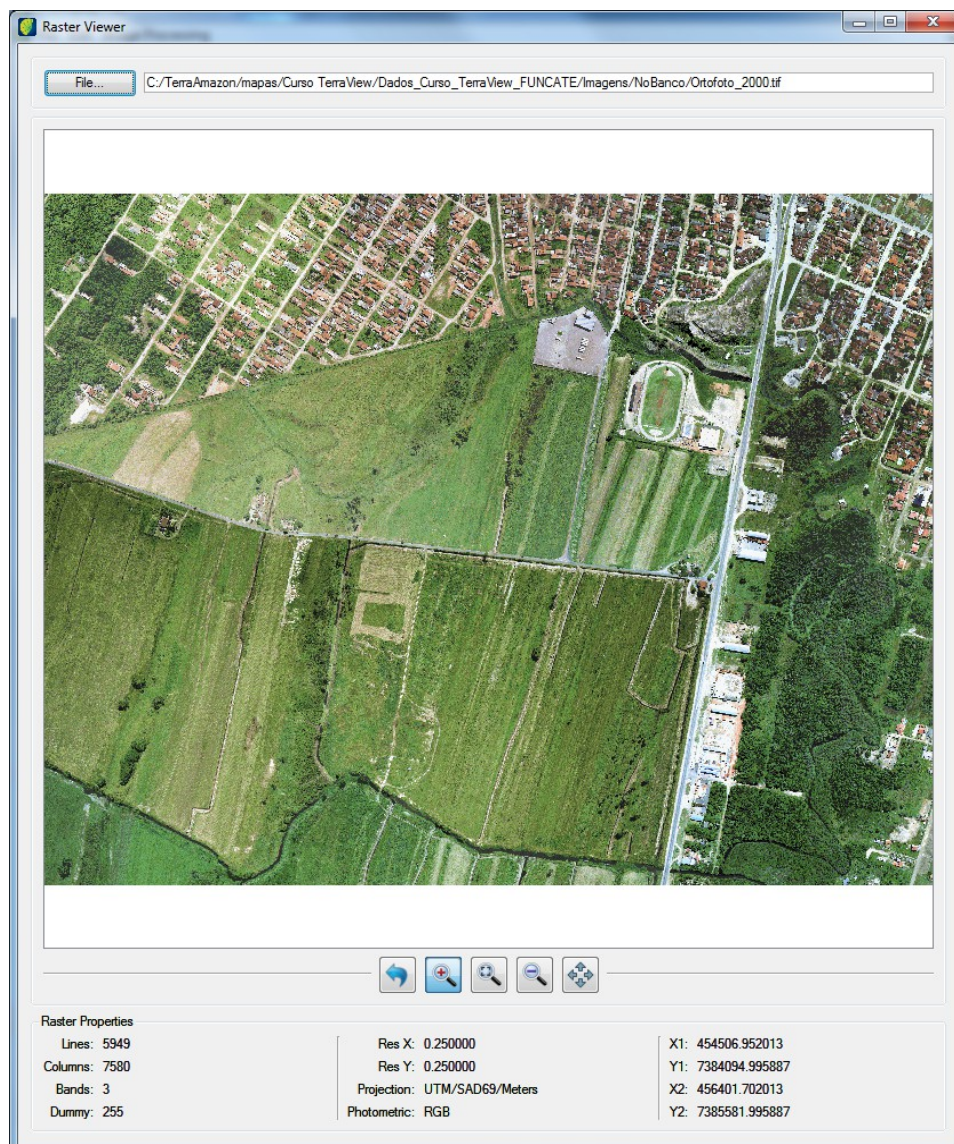 Raster Viewer
File... C:/TerraAmazon/mapas/Curso TerraView/Dados_Curso_TerraView_FUNCATE/Imagens/NoBanco/Ortofoto_2000.tif
Raster Properties
Lines: 5949 Res X: 0.250000 X1: 454506.952013
Columns: 7580 Res Y: 0.250000 Y1: 7384094.995887
Bands: 3 Projection: UTM/SAD69/Meters X2: 456401.702013
Dummy: 255 Photometric: RGB Y2: 7385581.995887